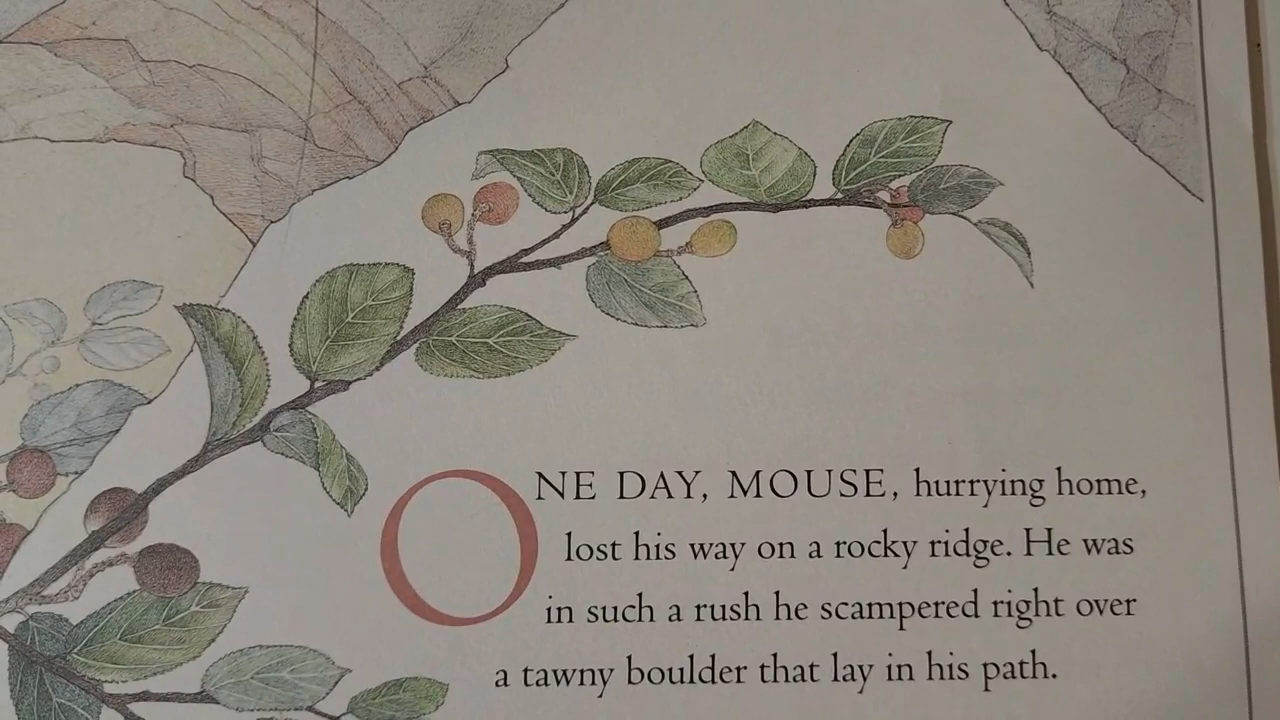 ONE DAY, MOUSE, hurrying home,
lost his way on a rocky ridge. He was
in such a rush he scampered right over
a tawny boulder that lay in his path.